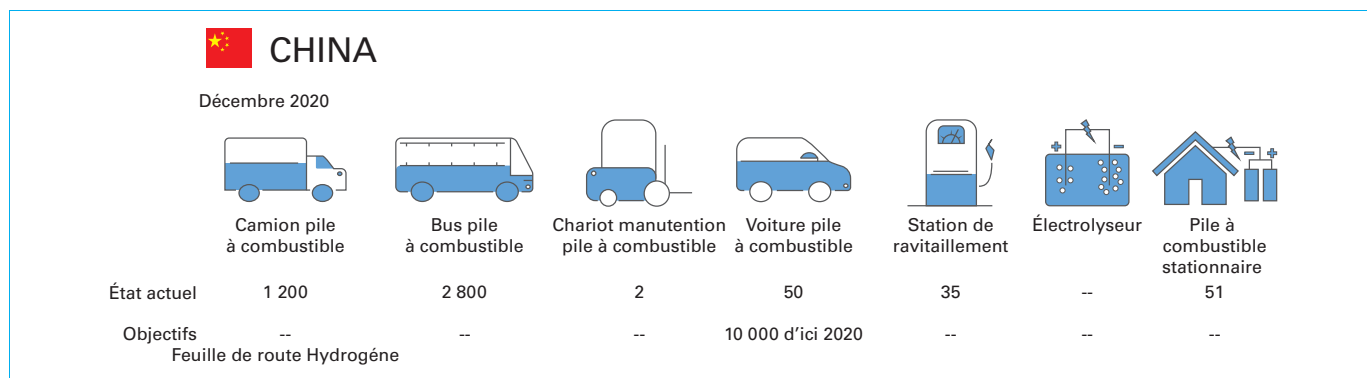 CHINA
Décembre 2020
Camion pile
à combustible
Bus pile
à combustible
Chariot manutention
pile à combustible
Voiture pile
à combustible
Station de
ravitaillement
Électrolyseur
Pile à
combustible
stationnaire
État actuel 1 200 2 800 2 50 35 -- 51
Objectifs -- -- -- 10 000 d’ici 2020 -- -- --
Feuille de route Hydrogéne